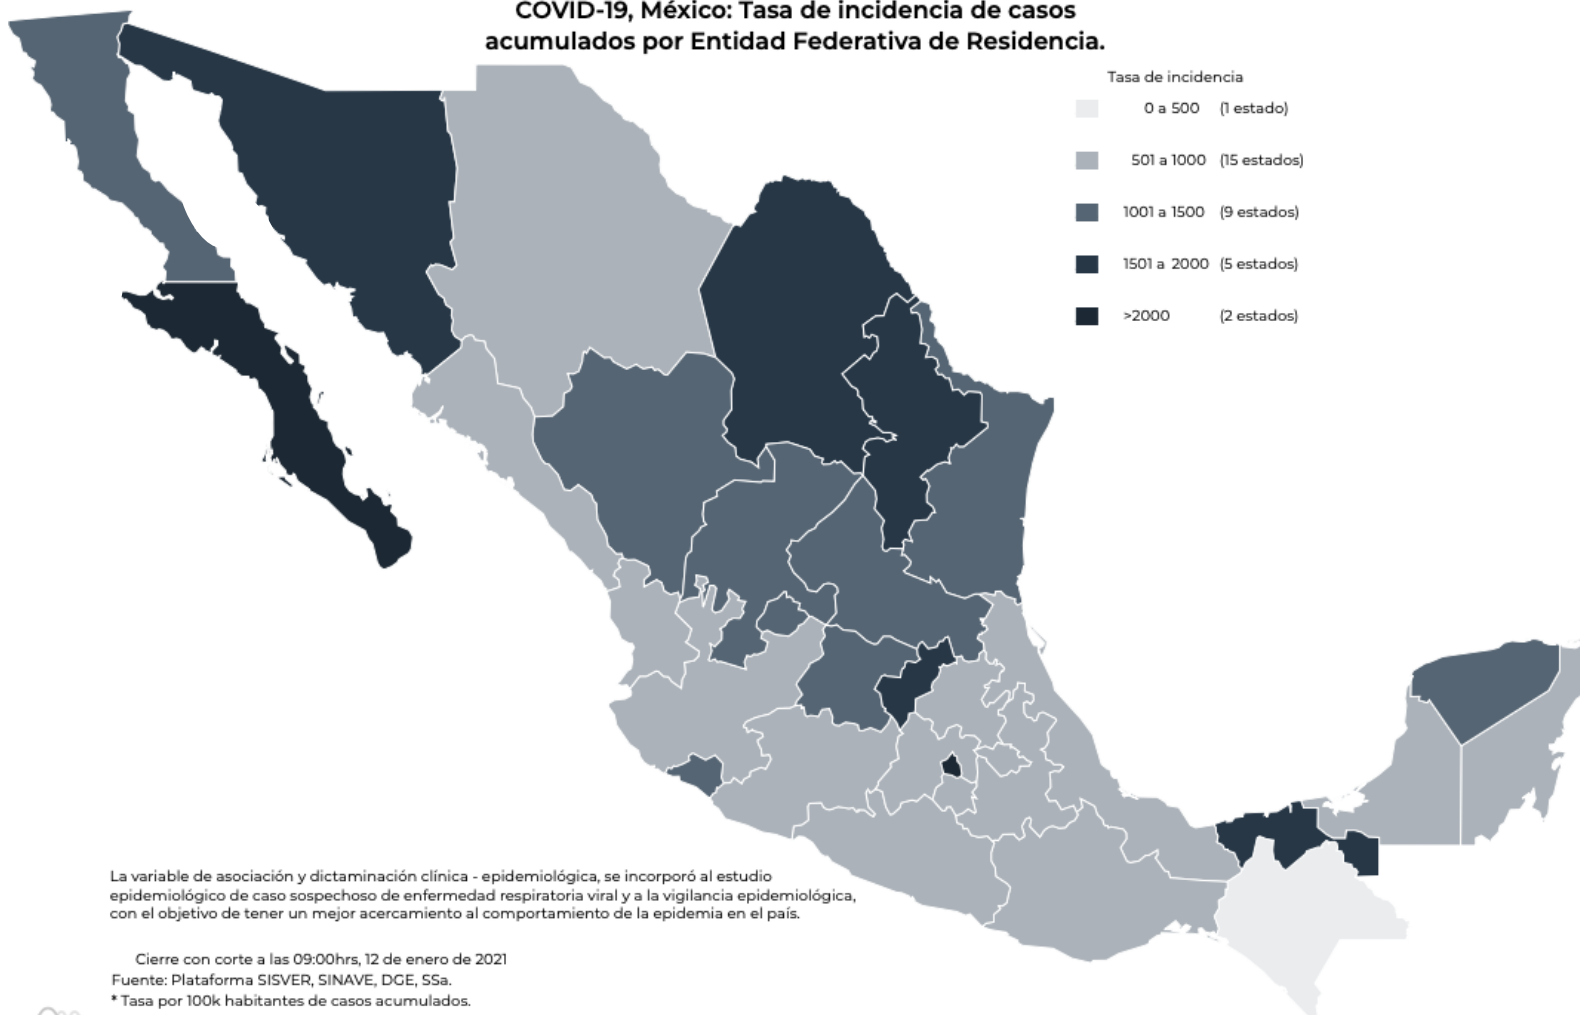 COVID-19, México: Tasa de incidencia de casos
acumulados por Entidad Federativa de Residencia.
Tasa de incidencia
0 a 500 (1 estado)
501 a 1000 (15 estados)
1001 a 1500 (9 estados)
1501 a 2000 (5 estados)
>2000 (2 estados)
La variable de asociación y dictaminación clínica - epidemiológica, se incorporó al estudio
epidemiológico de caso sospechoso de enfermedad respiratoria viral y a la vigilancia epidemiológica,
con el objetivo de tener un mejor acercamiento al comportamiento de la epidemia en el país.
Cierre con corte a las 09:00hrs, 12 de enero de 2021
Fuente: Plataforma SISVER, SINAVE, DGE, SSa.
* Tasa por 100k habitantes de casos acumulados.